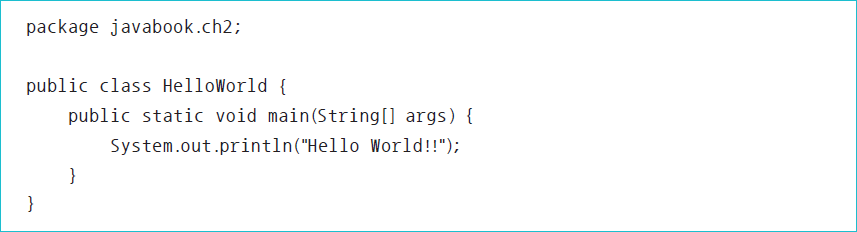 package javabook.ch2;
public class HelloWorld {
public static void main(String[] args) {
System.out.println("Hello World!!");
}
}